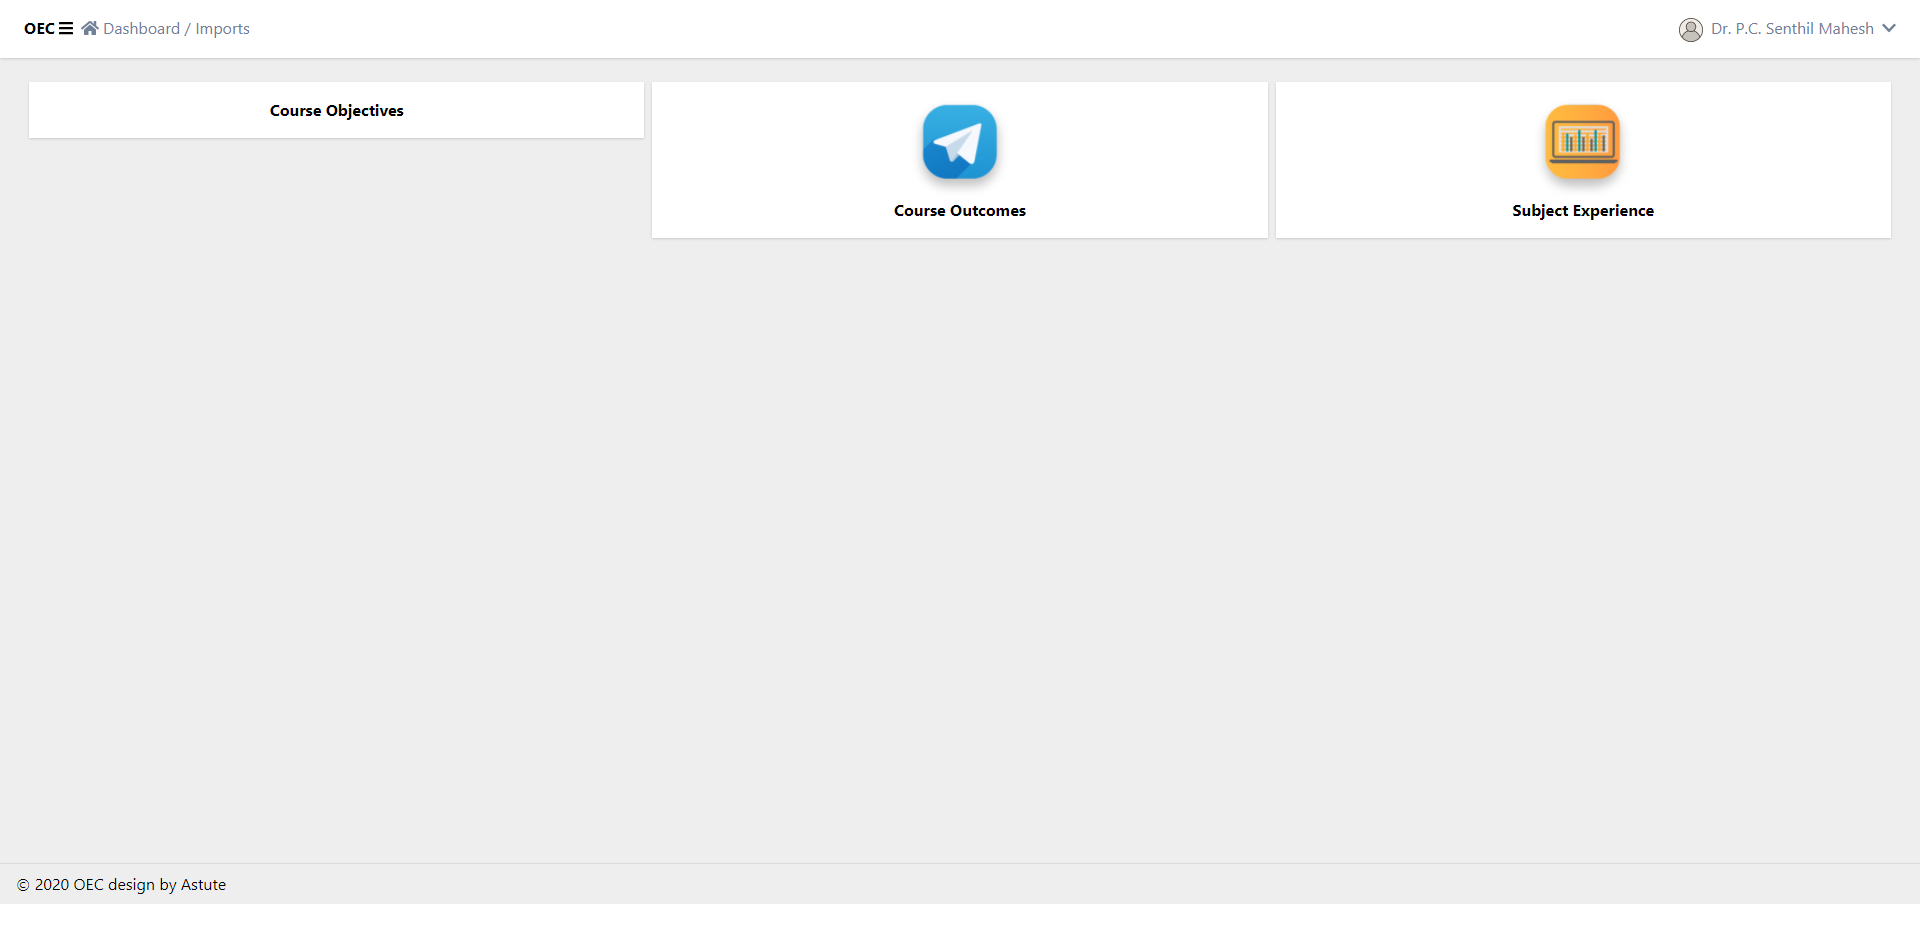 OEC Dashboard / Imports
Dr. P.C. Senthil Mahesh
Course Objectives
Course Outcomes
Subject Experience
© 2020 OEC design by Astute